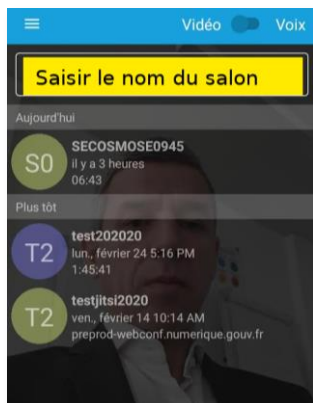 Vidéo Voix
Saisir le nom du salon
Aujourd'hui
S0
SECOSMOSE0945
il y a 3 heures
06:43
Plus tôt
T2
test202020
lun., février 24 5:16 PM
1:45:41
T2
testjitsi2020
ven., février 14 10:14 AM
preprod-webconf.numerique.gouv.fr